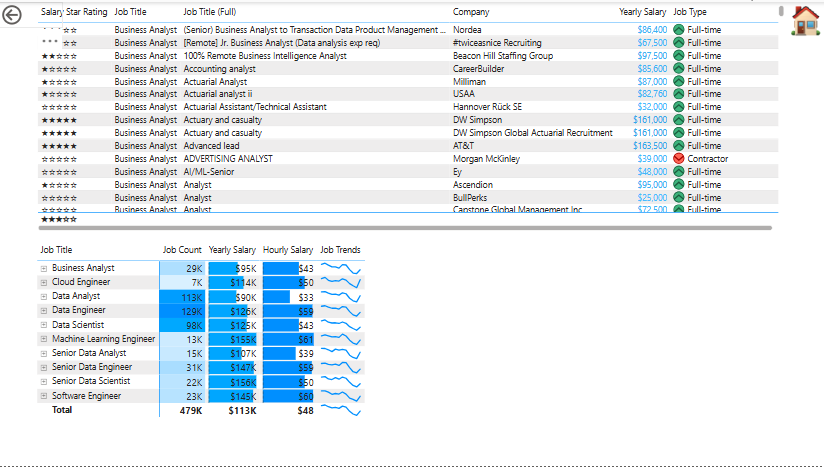 Salary Star Rating Job Title Job Title (Full) Company Yearly Salary Job Type
☆☆ Business Analyst (Senior) Business Analyst to Transaction Data Product Management ... Nordea $86,400 Full-time
☆☆ Business Analyst [Remote] Jr. Business Analyst (Data analysis exp req) #twiceasnice Recruiting $67,500 Full-time
★★☆☆☆ Business Analyst 100% Remote Business Intelligence Analyst Beacon Hill Staffing Group $97,500 Full-time
★☆☆☆☆ Business Analyst Accounting analyst CareerBuilder $85,600 Full-time
★☆☆☆☆ Business Analyst Actuarial Analyst Milliman $87,000 Full-time
★☆☆☆☆ Business Analyst Actuarial analyst ii USAA $82,760 Full-time
☆☆☆☆☆ Business Analyst Actuarial Assistant/Technical Assistant Hannover Rück SE $32,000 Full-time
★★★★★ Business Analyst Actuary and casualty DW Simpson $161,000 Full-time
★★★★★ Business Analyst Actuary and casualty DW Simpson Global Actuarial Recruitment $161,000 Full-time
★★★★★ Business Analyst Advanced lead AT&T $163,500 Full-time
☆☆☆☆☆ Business Analyst ADVERTISING ANALYST Morgan McKinley $39,000 Contractor
☆☆☆☆☆ Business Analyst AI/ML-Senior Ey $48,000 Full-time
★☆☆☆☆ Business Analyst Analyst Ascendion $95,000 Full-time
☆☆☆☆☆ Business Analyst Analyst BullPerks $25,000 Full-time
☆☆☆☆☆ Business Analyst Analyst Capstone Global Management Inc $72,500 Full-time
★★★☆☆
Job Title Job Count Yearly Salary Hourly Salary Job Trends
Business Analyst 29K $95K $43
Cloud Engineer 7K $114K $50
Data Analyst 113K $90K $33
Data Engineer 129K $126K $59
Data Scientist 98K $125K $43
Machine Learning Engineer 13K $155K $61
Senior Data Analyst 15K $107K $39
Senior Data Engineer 31K $147K $59
Senior Data Scientist 22K $156K $50
Software Engineer 23K $145K $60
Total 479K $113K $48